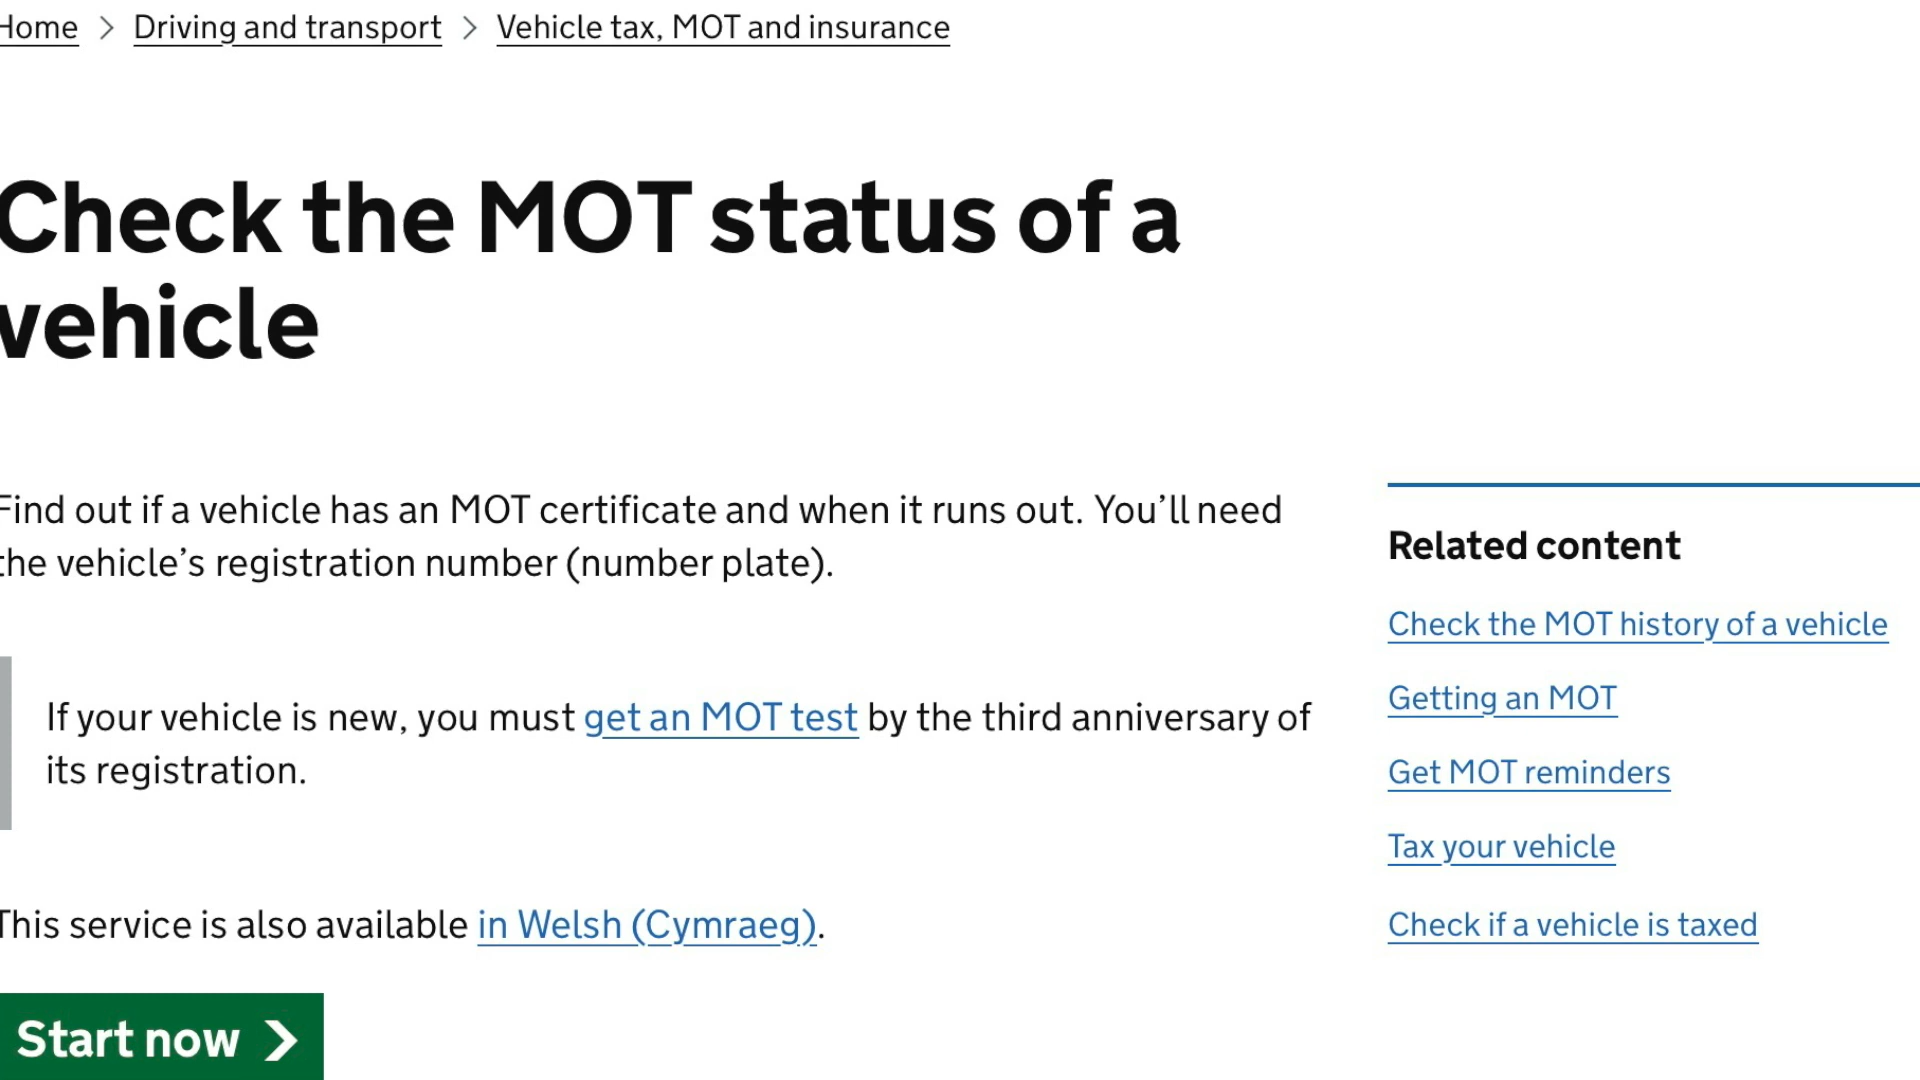 Home > Driving and transport > Vehicle tax, MOT and insurance
Check the MOT status of a
vehicle
Find out if a vehicle has an MOT certificate and when it runs out. You’ll need
the vehicle’s registration number (number plate).
If your vehicle is new, you must get an MOT test by the third anniversary of
its registration.
This service is also available in Welsh (Cymraeg).
Start now
Related content
Check the MOT history of a vehicle
Getting an MOT
Get MOT reminders
Tax your vehicle
Check if a vehicle is taxed